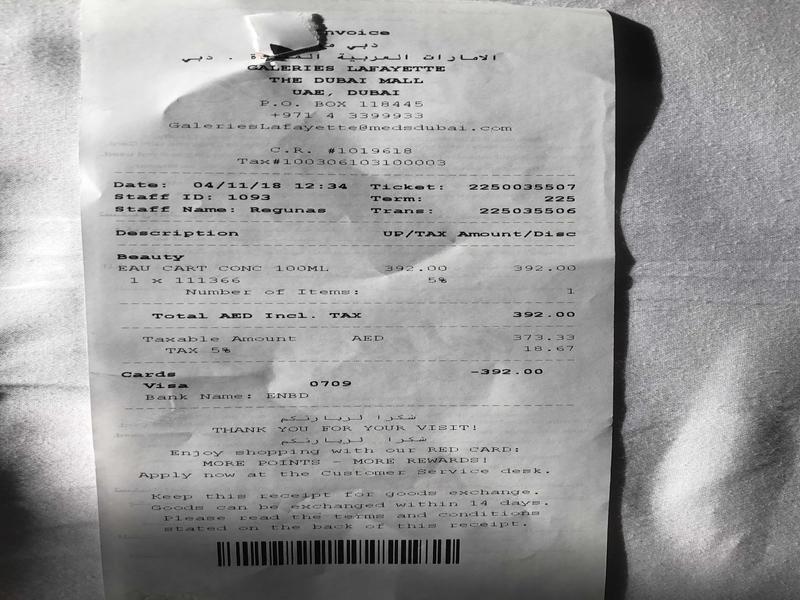 nvoice
دبي
الامارات العربية المتحدة . دبي
GALERIES LAFAYETTE
THE DUBAI MALL
UAE, DUBAI
P.O. BOX 118445
+971 4 3399933
GaleriesLafayette@medsdubai.com
C.R. #1019618
Tax#100306103100003
Date: 04/11/18 12:34 Ticket: 2250035507
Staff ID: 1093 Term: 225
Staff Name: Regunas Trans: 225035506
Description UP/TAX Amount/Disc
Beauty
EAU CART CONC 100ML 392.00 392.00
1 x 111366 5%
Number of Items: 1
Total AED Incl. TAX 392.00
Taxable Amount AED 373.33
TAX 5% 18.67
Cards -392.00
Visa 0709
Bank Name: ENBD
شكرا لزيارتكم
THANK YOU FOR YOUR VISIT!
شكرا لزيارتكم
Enjoy shopping with our RED CARD:
MORE POINTS - MORE REWARDS!
Apply now at the Customer Service desk.
Keep this receipt for goods exchange.
Goods can be exchanged within 14 days.
Please read the terms and conditions
stated on the back of this receipt.